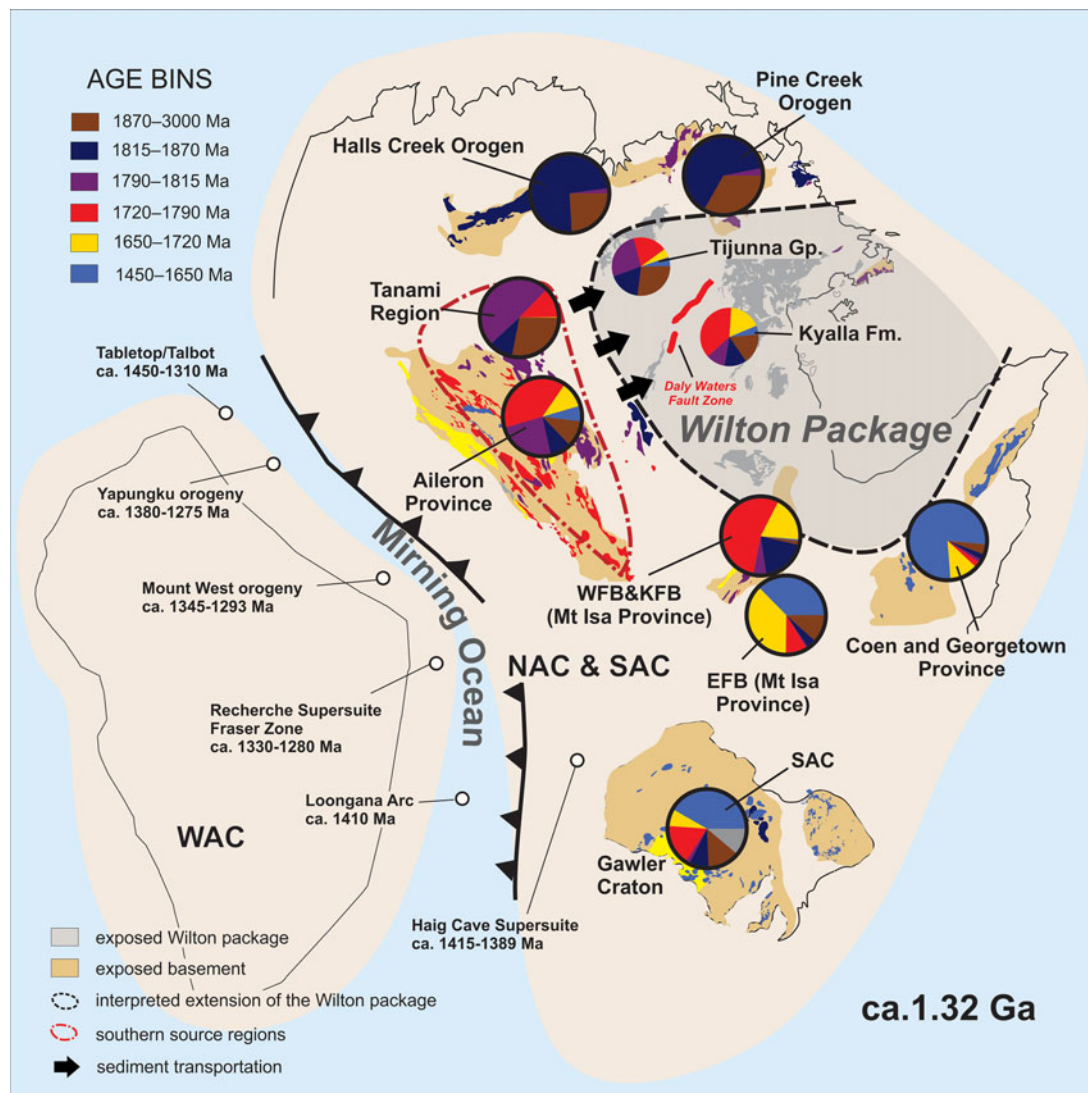 AGE BINS
1870–3000 Ma
1815–1870 Ma
1790–1815 Ma
1720–1790 Ma
1650–1720 Ma
1450–1650 Ma
Pine Creek
Orogen
Halls Creek Orogen
Tijunna Gp.
Tanami
Region
Kyalla Fm.
Daly Waters
Fault Zone
Wilton Package
Tabletop/Talbot
ca. 1450-1310 Ma
Aileron
Province
Yapungku orogeny
ca. 1380-1275 Ma
Mirning Ocean
Mount West orogeny
ca. 1345-1293 Ma
WFB&KFB
(Mt Isa Province)
Coen and Georgetown
Province
NAC & SAC
EFB (Mt Isa
Province)
Recherche Supersuite
Fraser Zone
ca. 1330-1280 Ma
SAC
Loongana Arc
ca. 1410 Ma
WAC
Gawler
Craton
Haig Cave Supersuite
ca. 1415-1389 Ma
exposed Wilton package
exposed basement
interpreted extension of the Wilton package
southern source regions
sediment transportation
ca.1.32 Ga